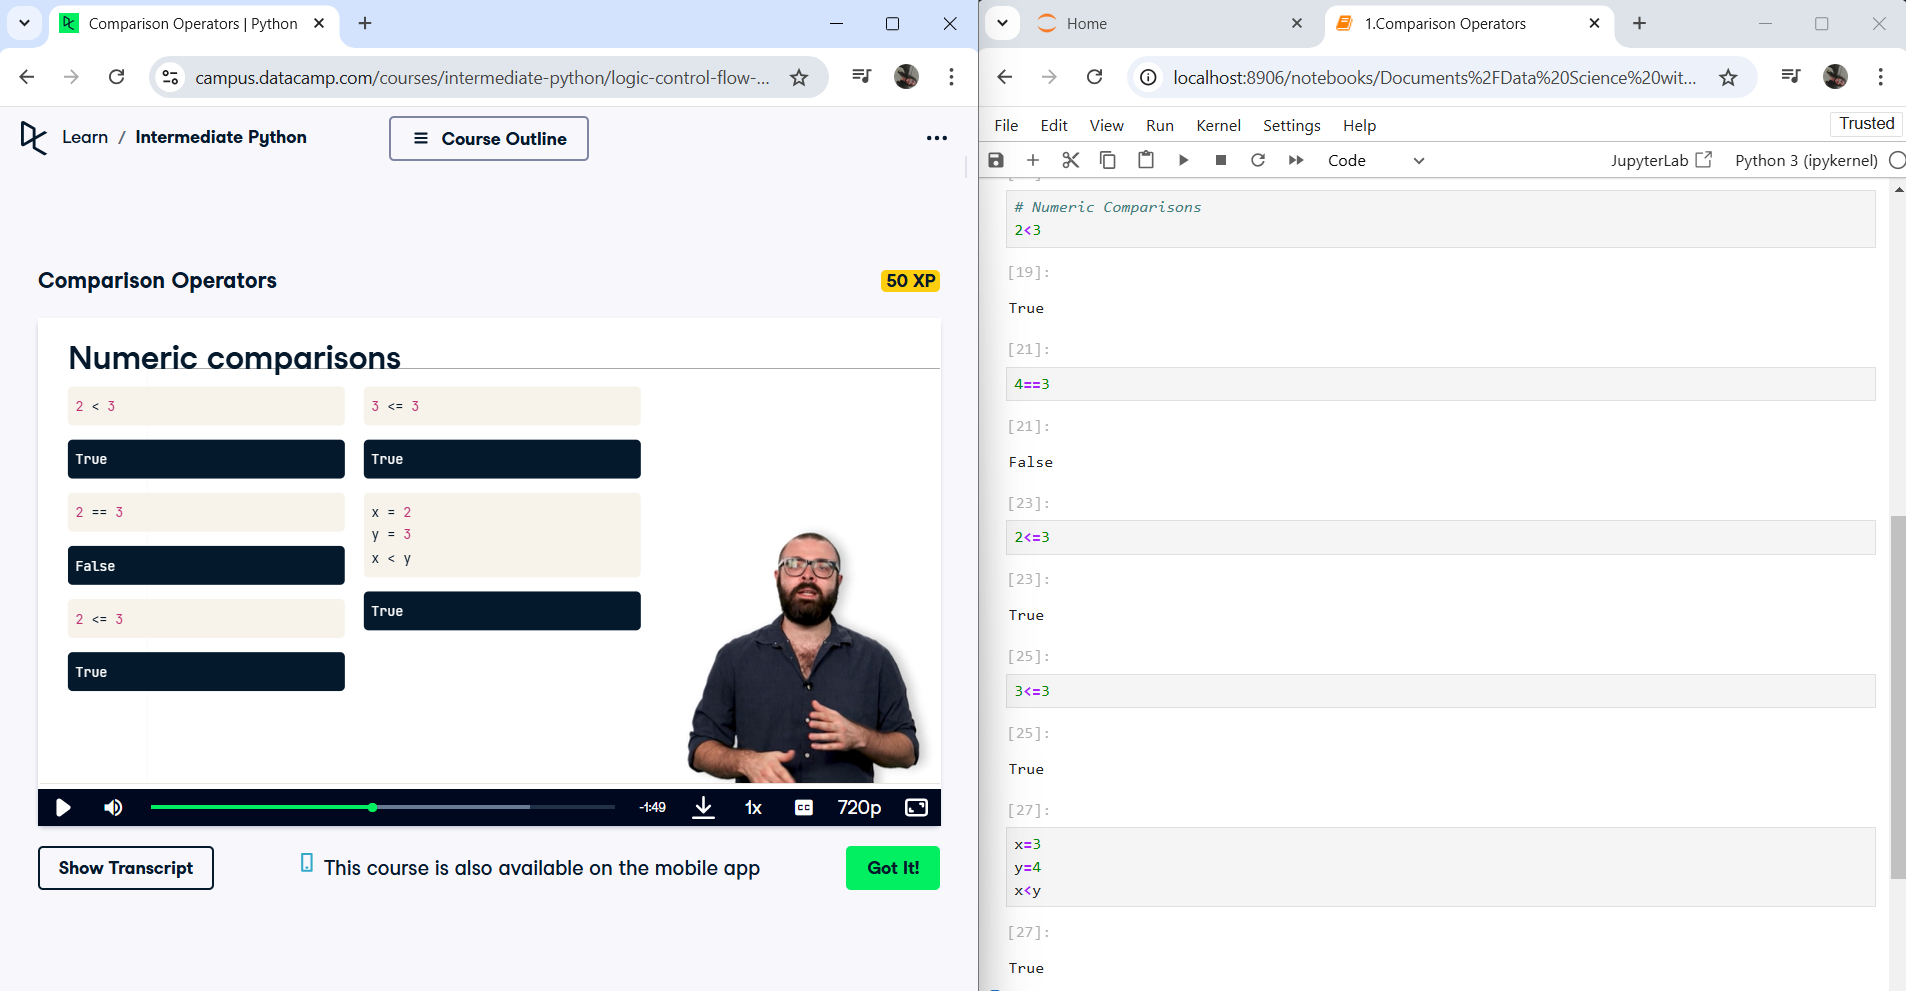 Comparison Operators | Python
campus.datacamp.com/courses/intermediate-python/logic-control-flow-...
Learn / Intermediate Python
Course Outline
Comparison Operators
50 XP
Numeric comparisons
2 < 3
True
2 == 3
False
2 <= 3
True
3 <= 3
True
x = 2
y = 3
x < y
True
-1:49
1x
CC
720p
Show Transcript
This course is also available on the mobile app
Got It!
Home
1.Comparison Operators
localhost:8906/notebooks/Documents%2FData%20Science%20wit...
File Edit View Run Kernel Settings Help
Trusted
Code
JupyterLab
Python 3 (ipykernel)
# Numeric Comparisons
2<3
[19]:
True
[21]:
4==3
[21]:
False
[23]:
2<=3
[23]:
True
[25]:
3<=3
[25]:
True
[27]:
x=3
y=4
x<y
[27]:
True